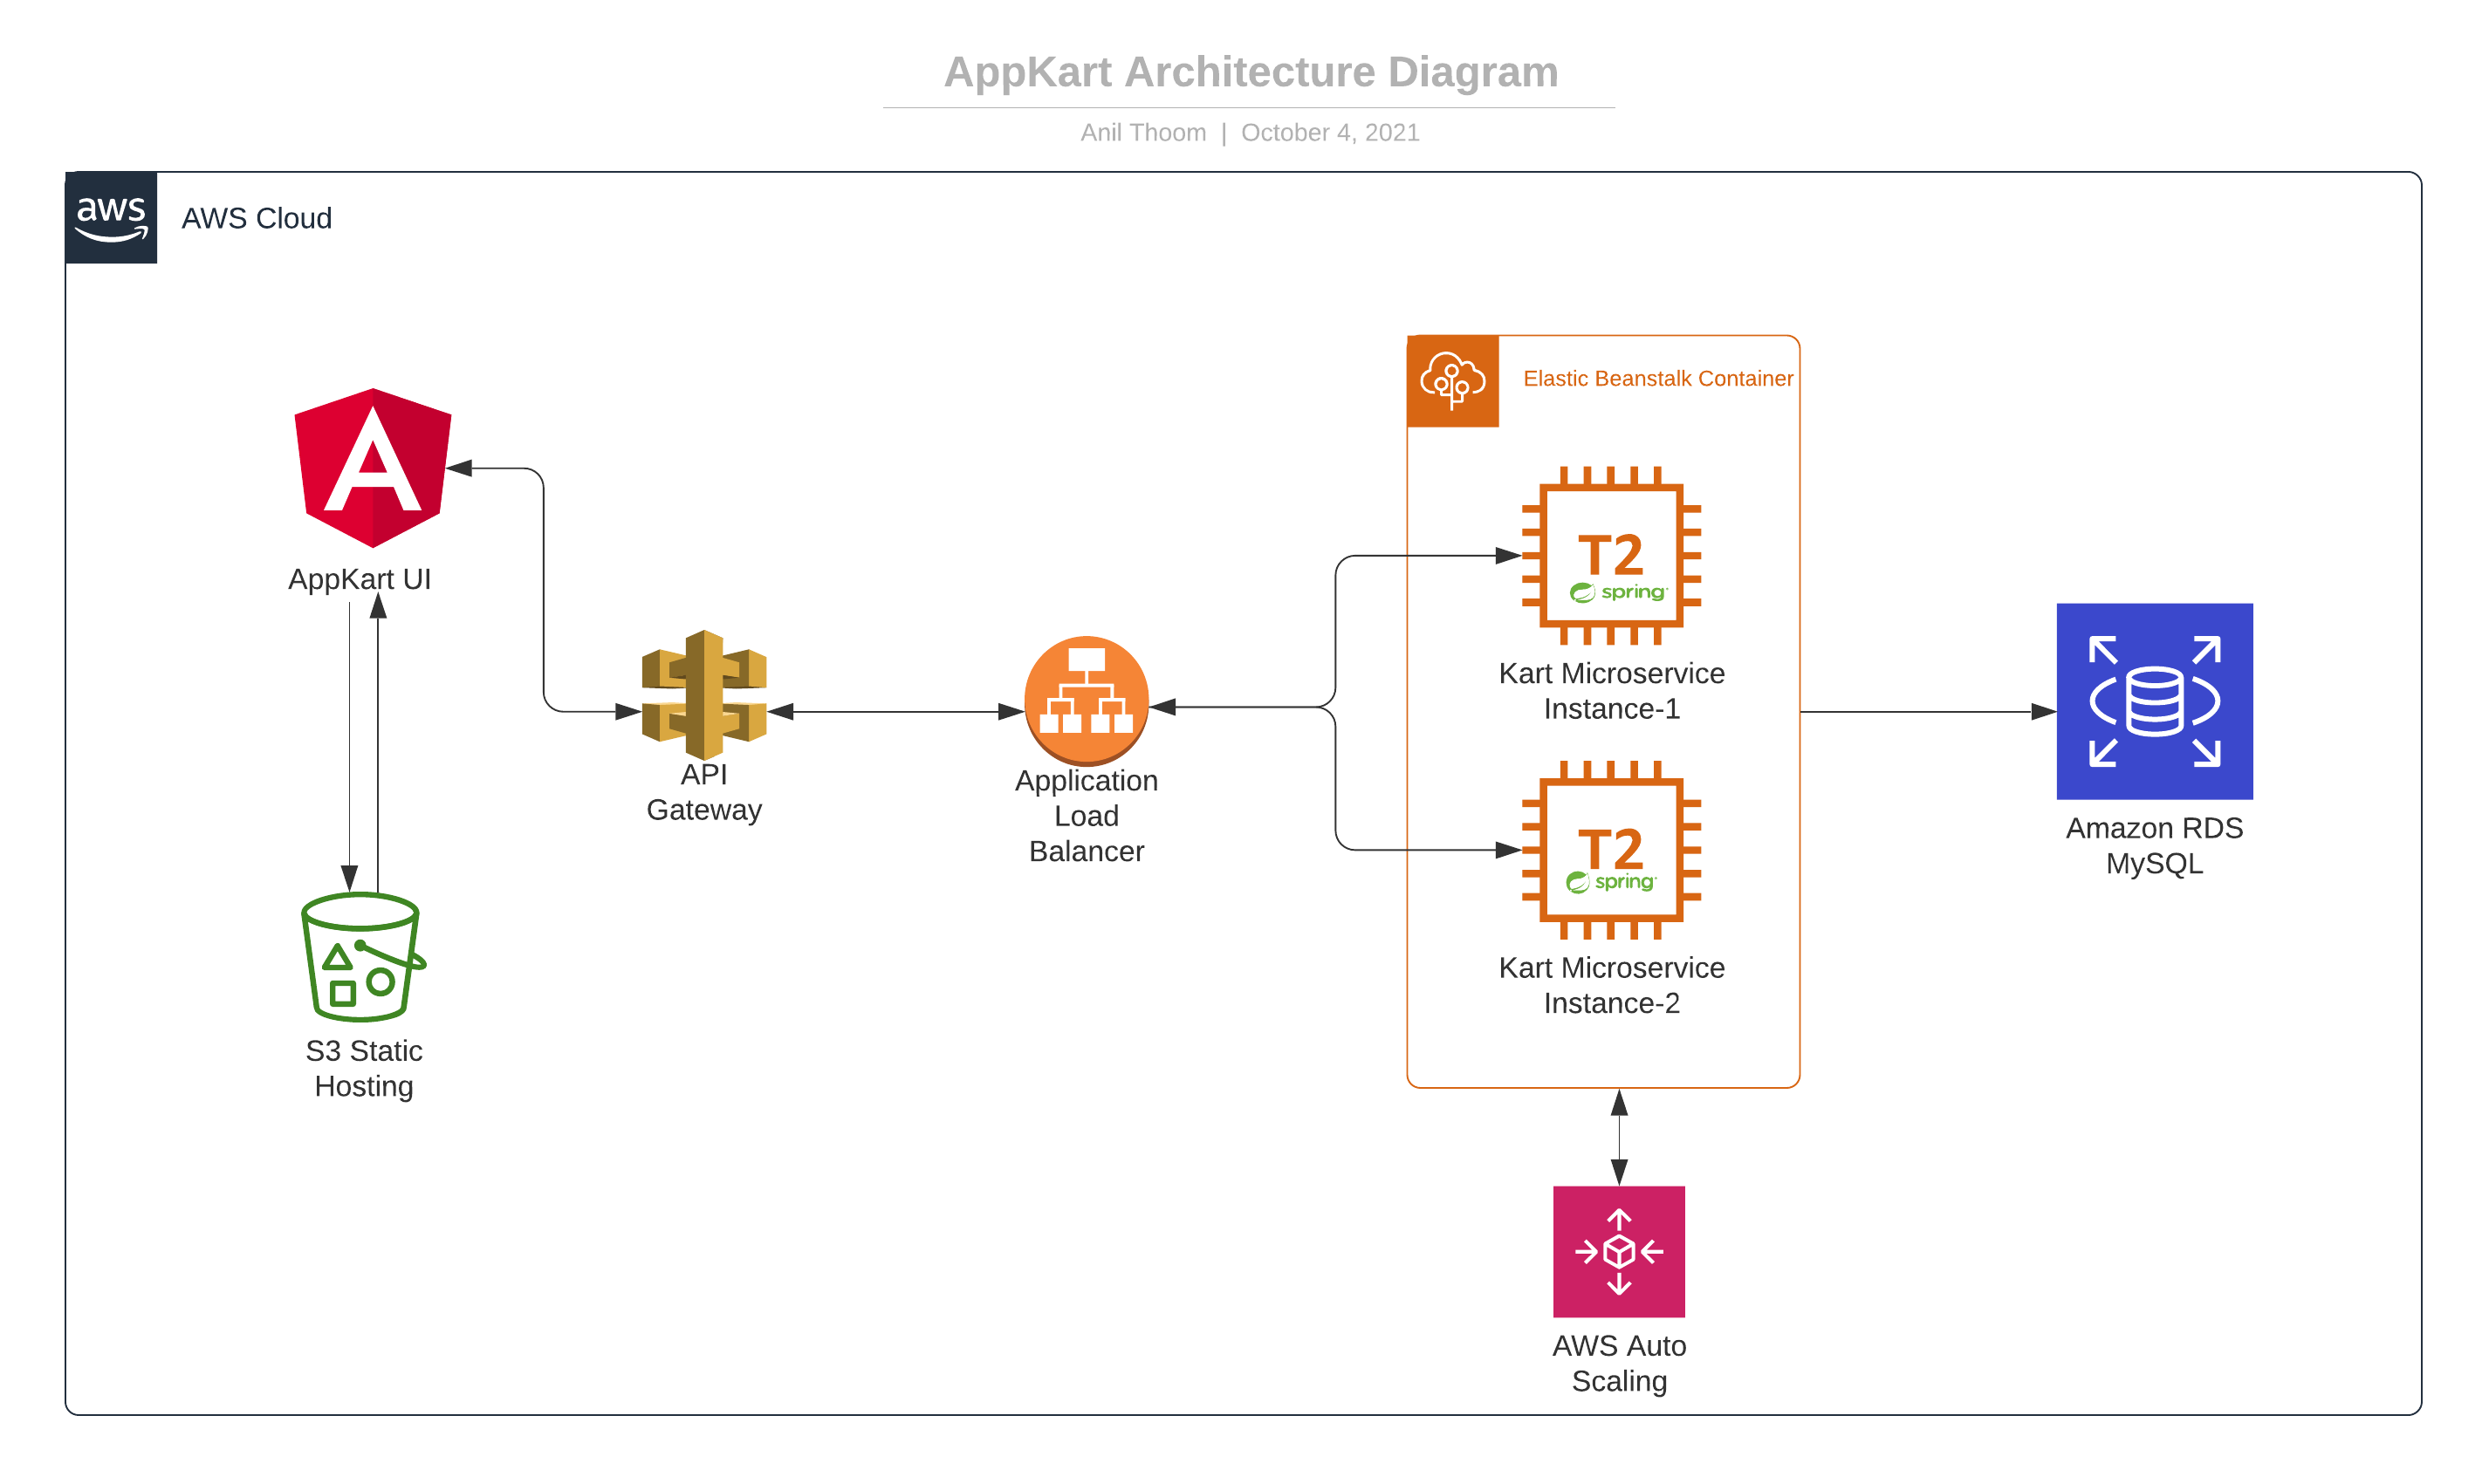 AppKart Architecture Diagram
Anil Thoom | October 4, 2021
aws
AWS Cloud
Elastic Beanstalk Container
AppKart UI
T2
spring
Kart Microservice
Instance-1
API
Gateway
Application
Load
Balancer
T2
spring
Kart Microservice
Instance-2
Amazon RDS
MySQL
S3 Static
Hosting
AWS Auto
Scaling